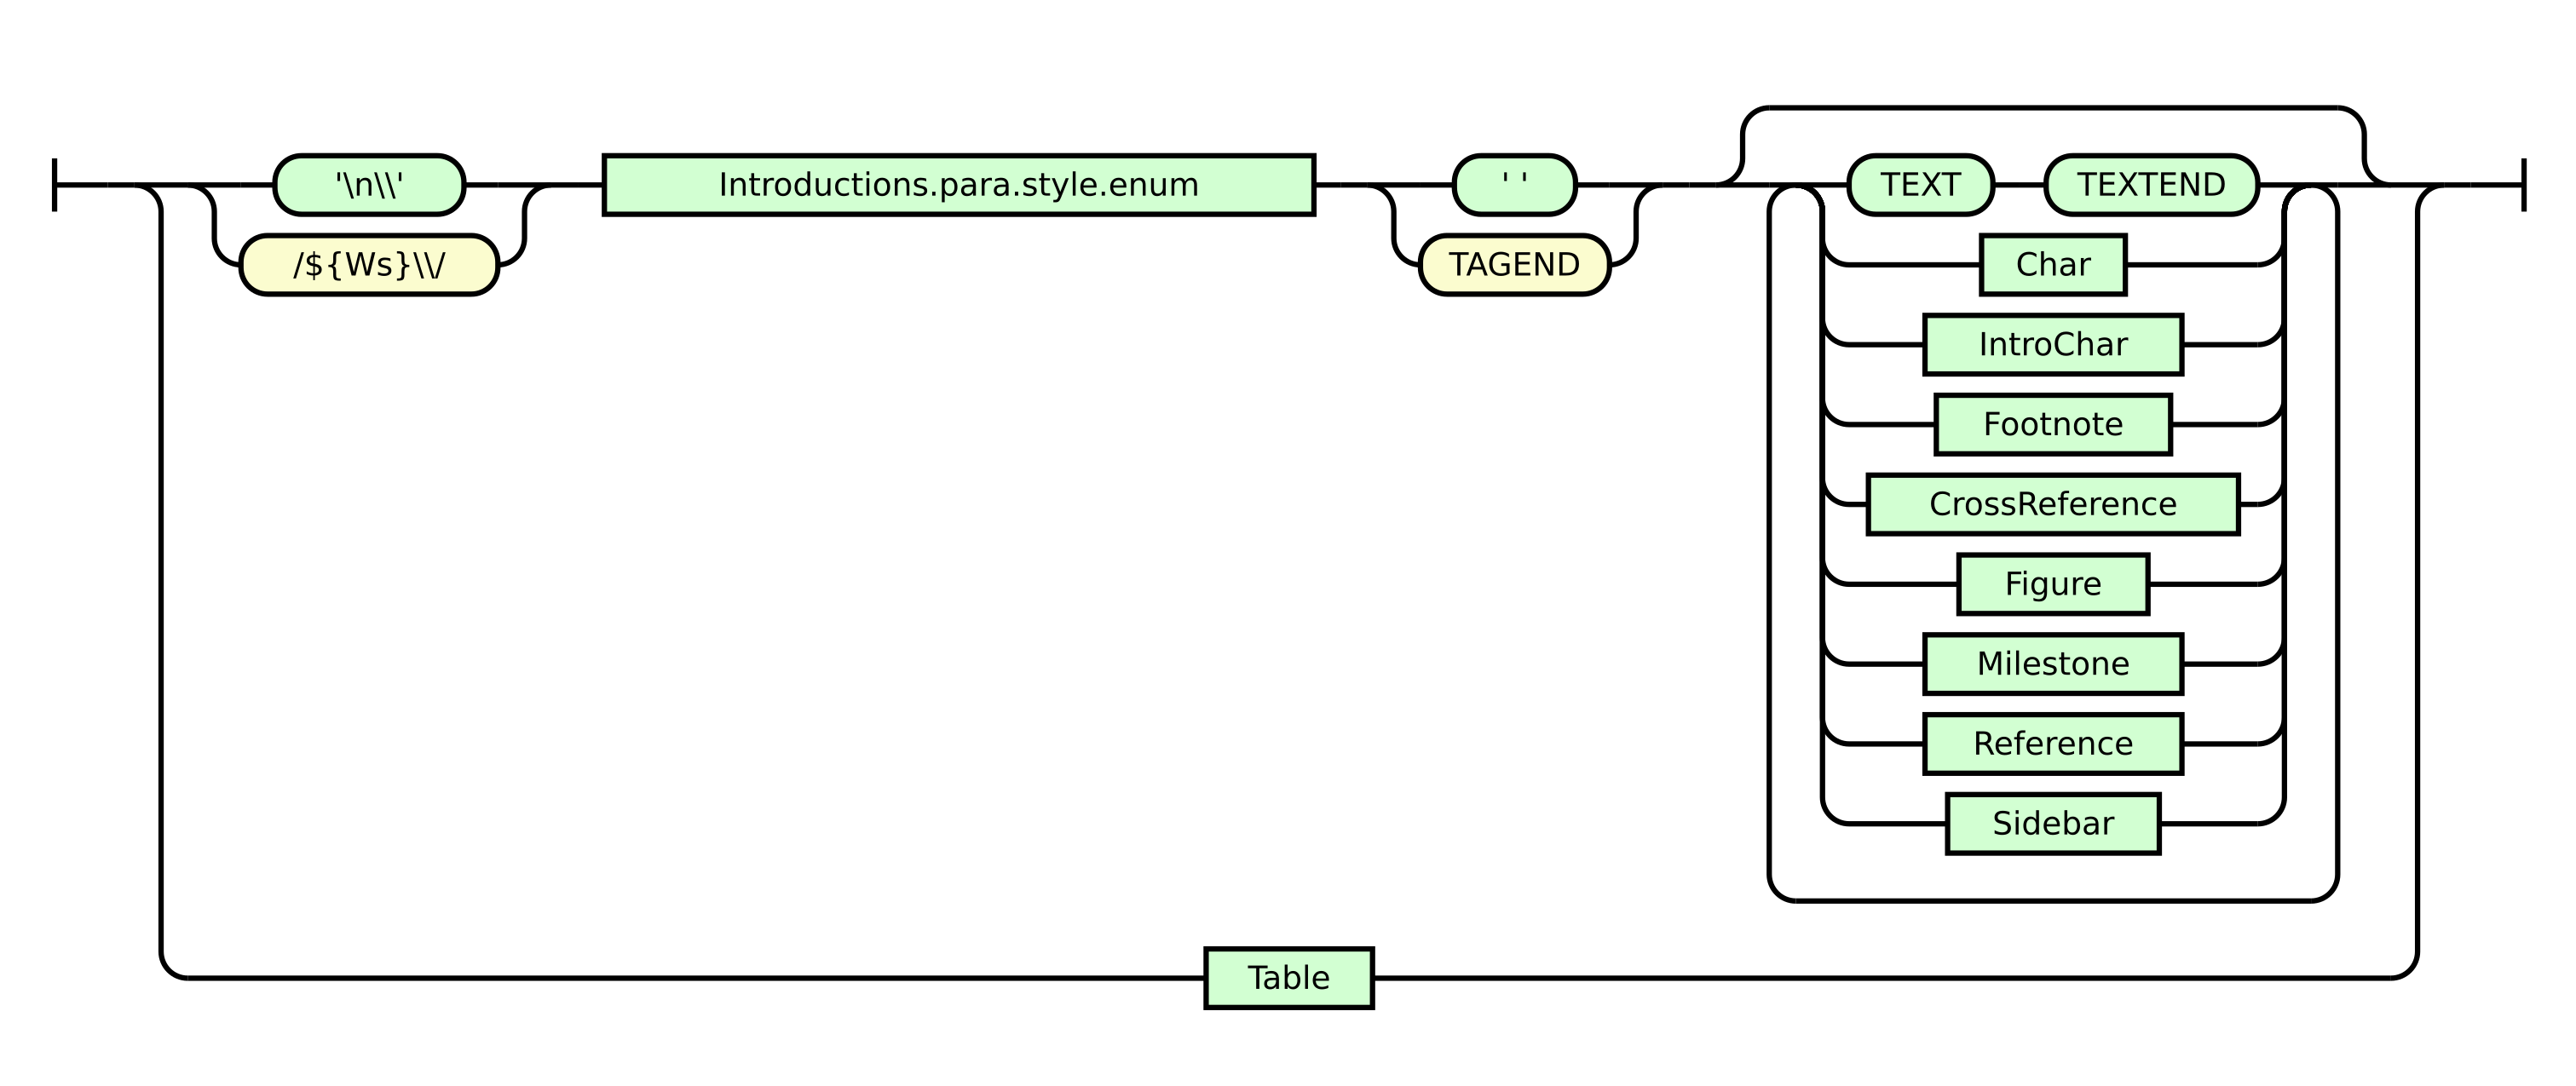 '\n\\'
Introductions.para.style.enum
' '
TEXT
TEXTEND
/${Ws}\\/
TAGEND
Char
IntroChar
Footnote
CrossReference
Figure
Milestone
Reference
Sidebar
Table